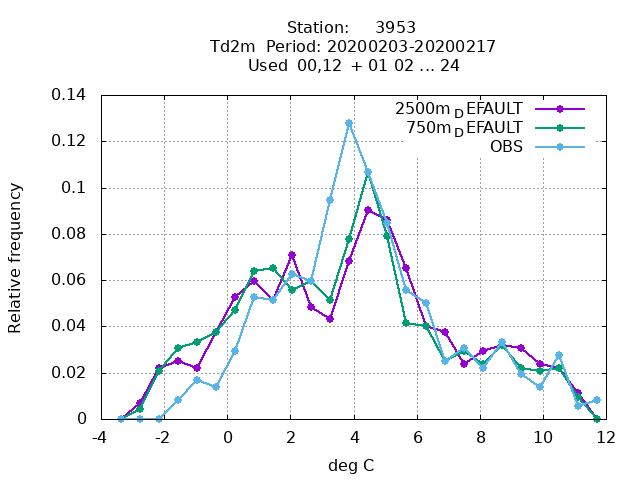 Station: 3953
Td2m Period: 20200203-20200217
Used 00,12 + 01 02 ... 24
0.14
0.12
0.1
0.08
0.06
0.04
0.02
0
Relative frequency
2500m_DEFAULT
750m_DEFAULT
OBS
-4 -2 0 2 4 6 8 10 12
deg C